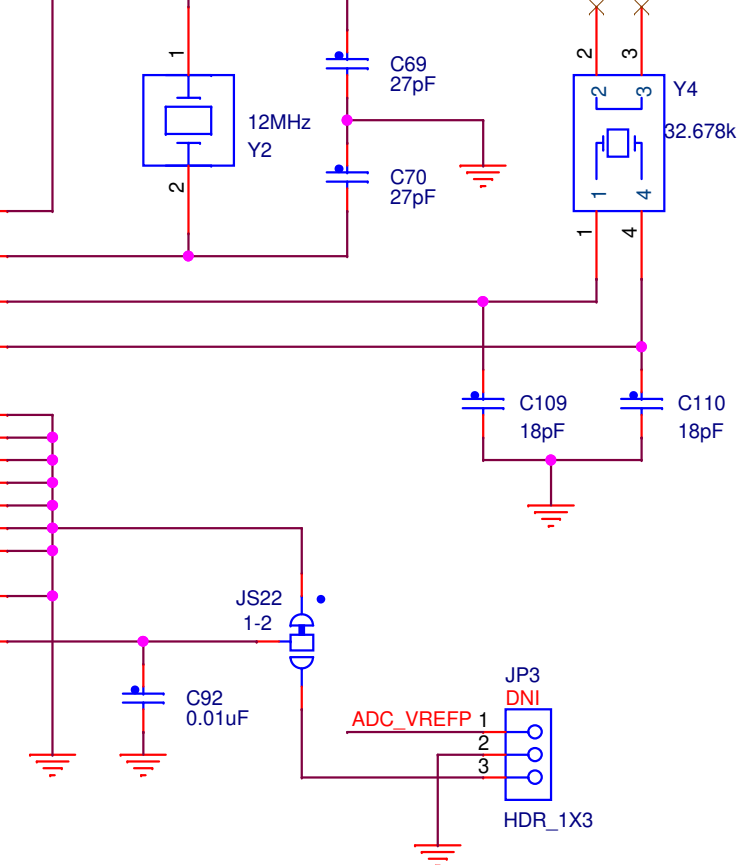 1
C69
27pF
2
3
2
3
Y4
12MHz
Y2
32.678k
2
C70
27pF
1
4
1
4
C109
18pF
C110
18pF
JS22
1-2
C92
0.01uF
JP3
DNI
ADC_VREFP
1
2
3
HDR_1X3